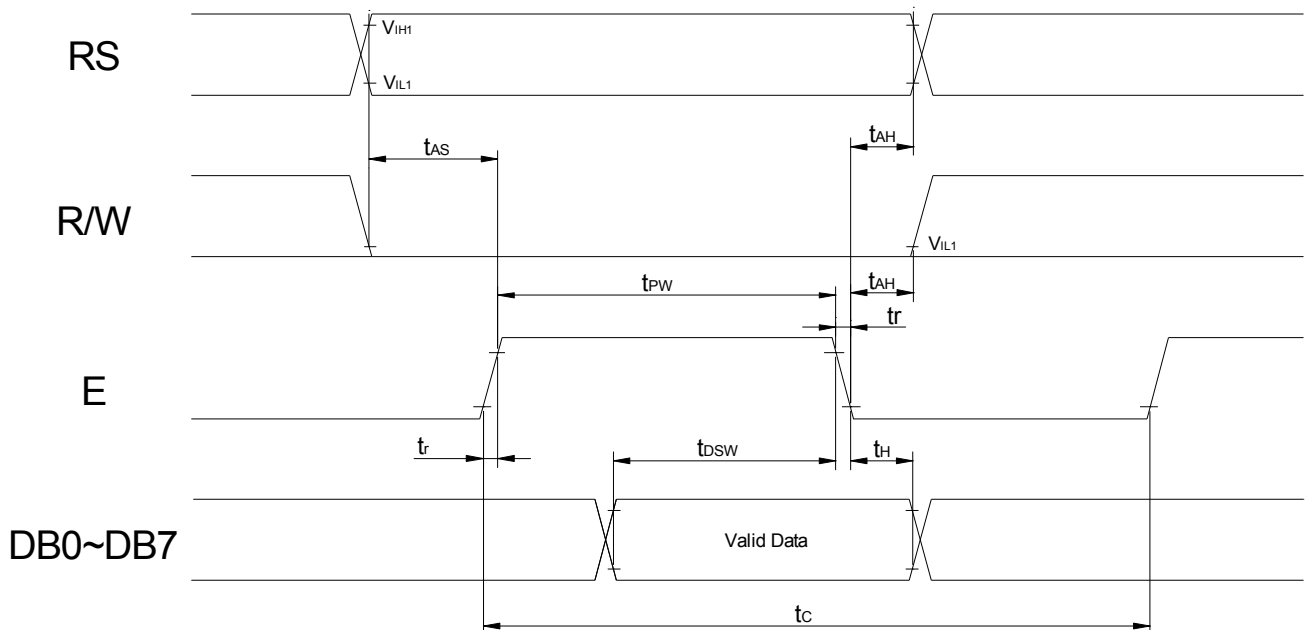 RS
VIH1
VIL1
tAS
tAH
R/W
VIL1
tPW
tAH
tr
E
tr
tDSW
tH
DB0~DB7
Valid Data
tC